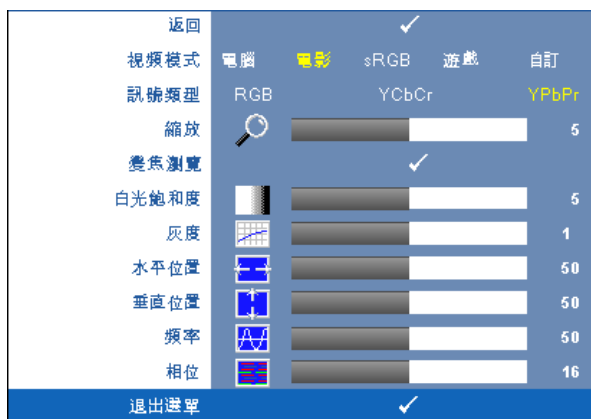 返回
視頻模式 電腦 電影 sRGB 遊戲 自訂
訊號類型 RGB YCbCr YPbPr
縮放 5
變焦瀏覽
白光飽和度 5
灰度 1
水平位置 50
垂直位置 50
頻率 50
相位 16
退出選單